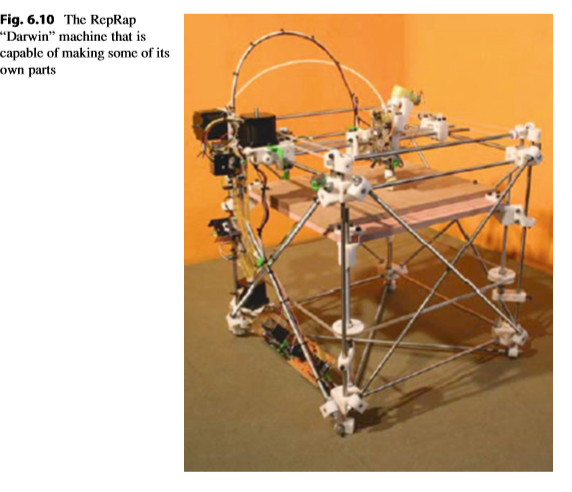 Fig. 6.10 The RepRap
“Darwin” machine that is
capable of making some of its
own parts